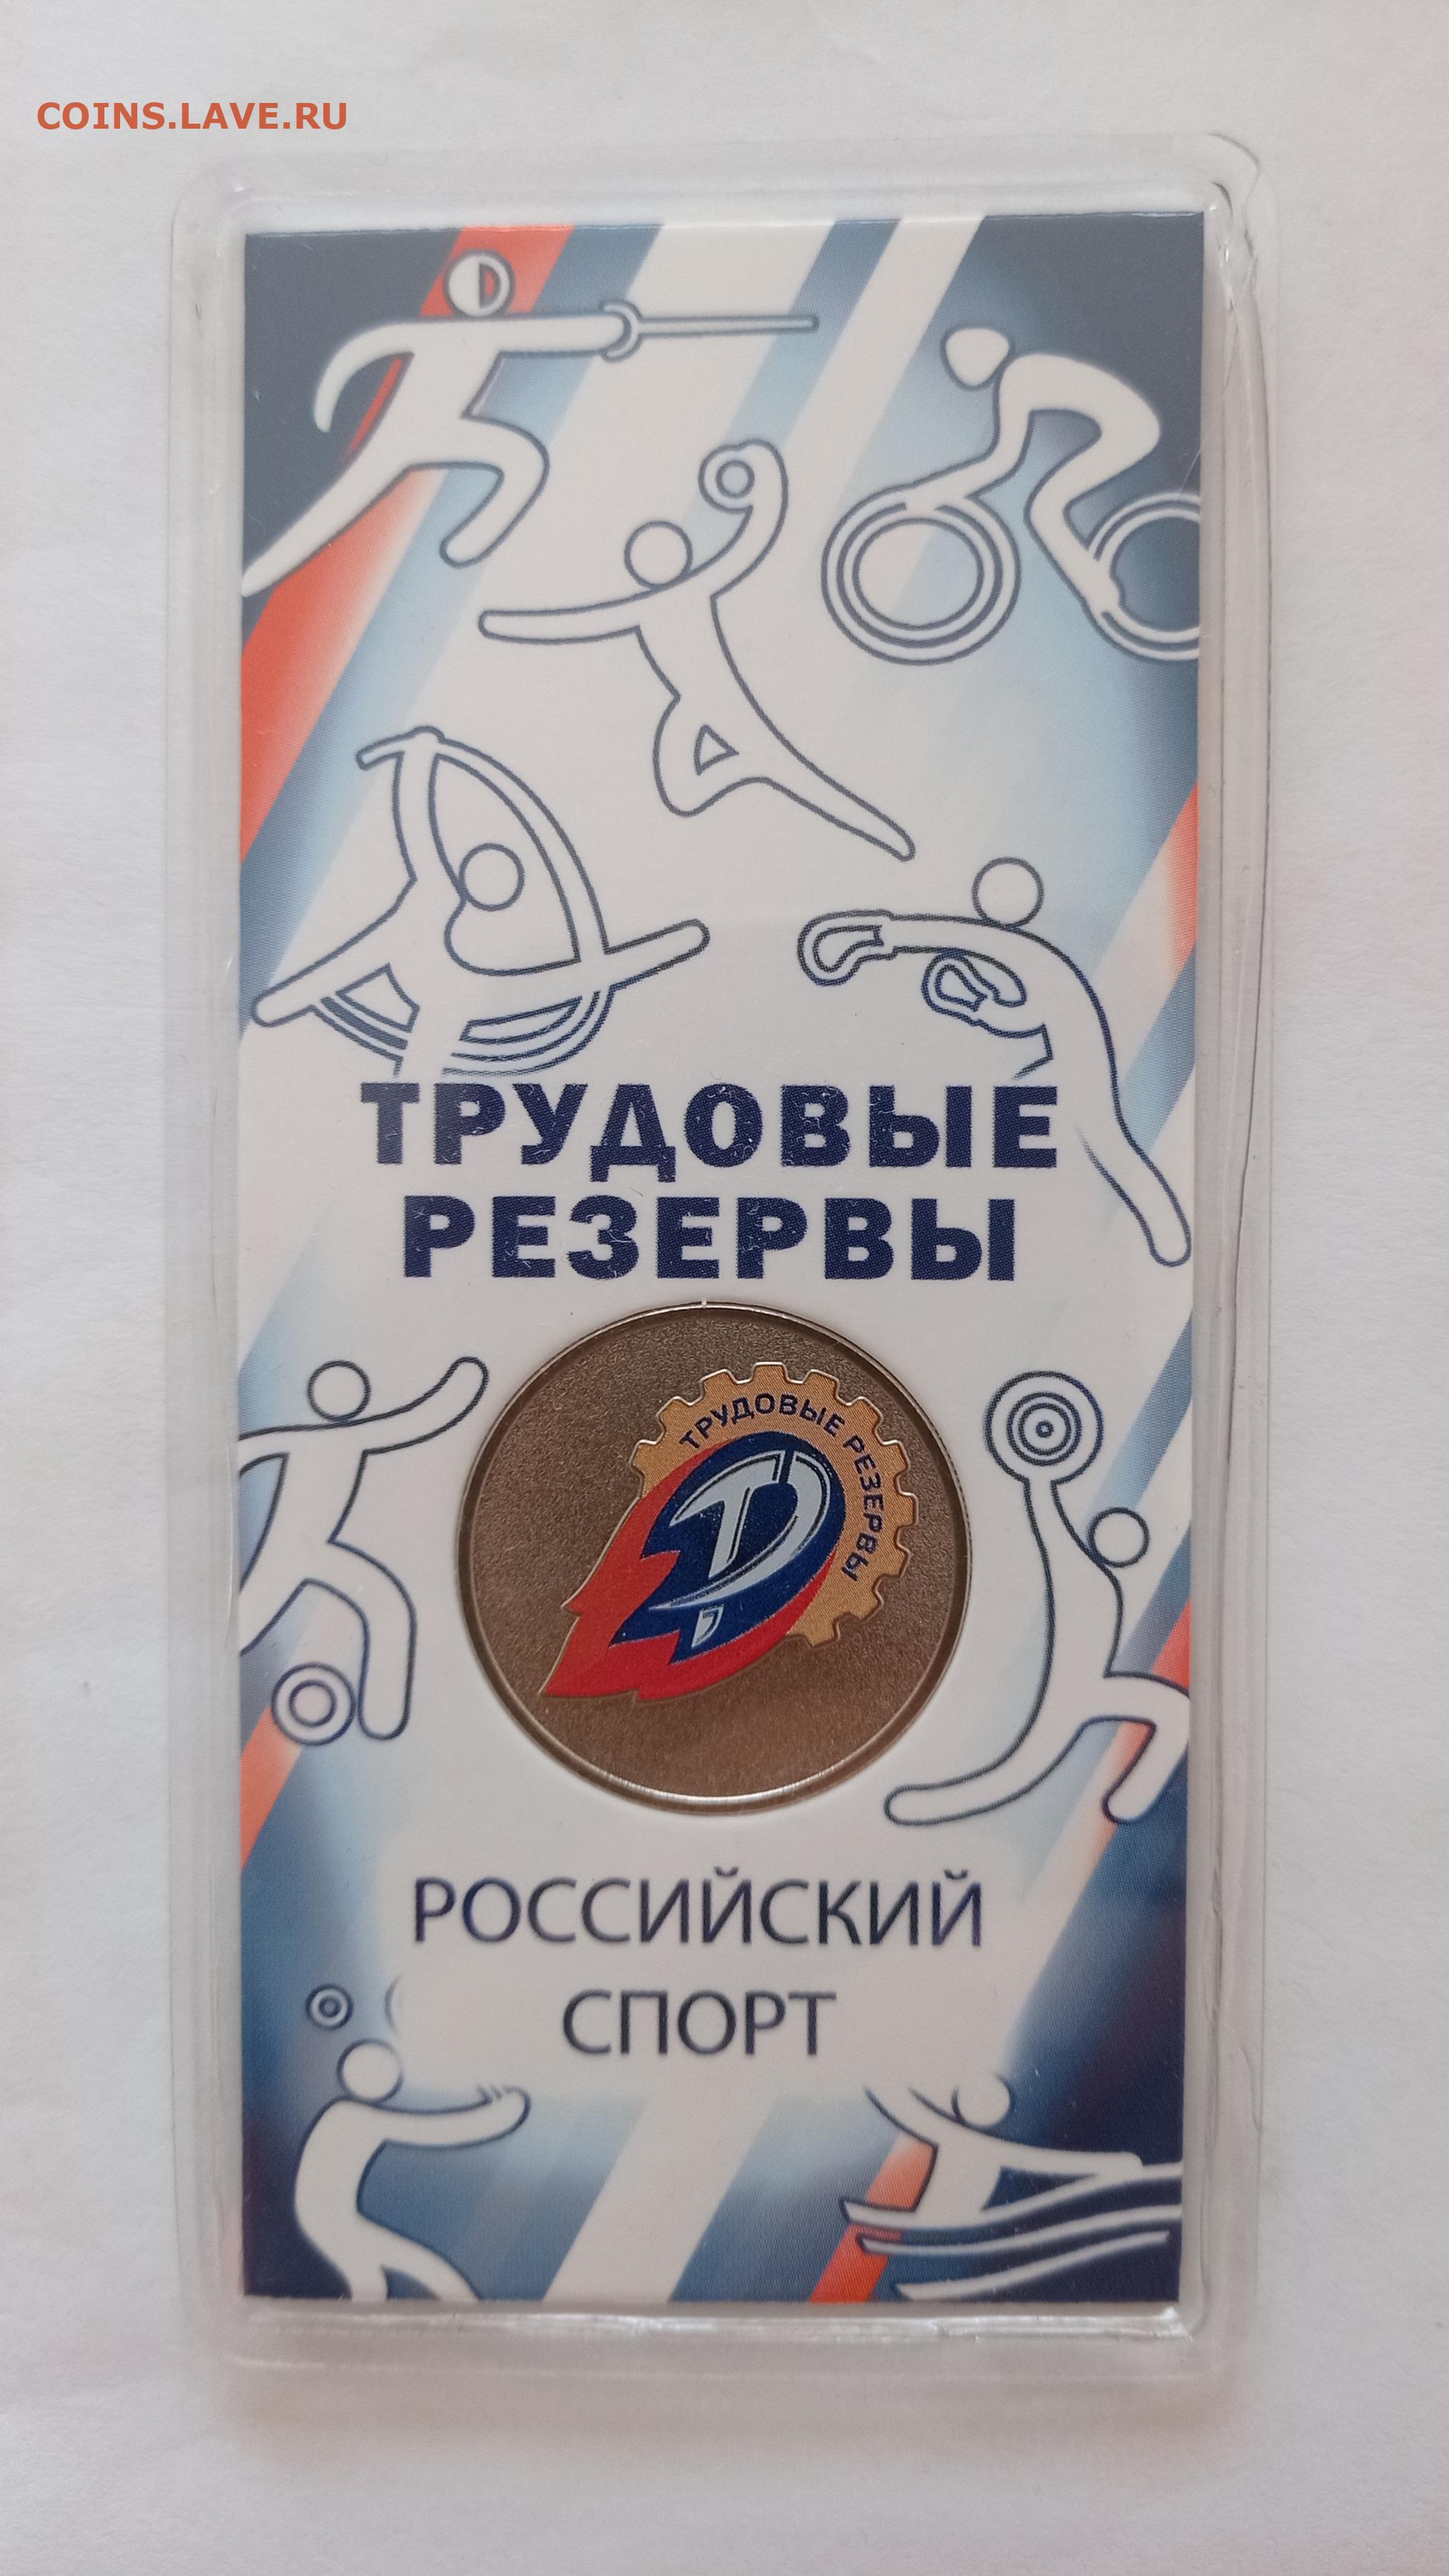 COINS.LAVE.RU
ТРУДОВЫЕ
РЕЗЕРВЫ
ТРУДОВЫЕ РЕЗЕРВЫ
РОССИЙСКИЙ
СПОРТ